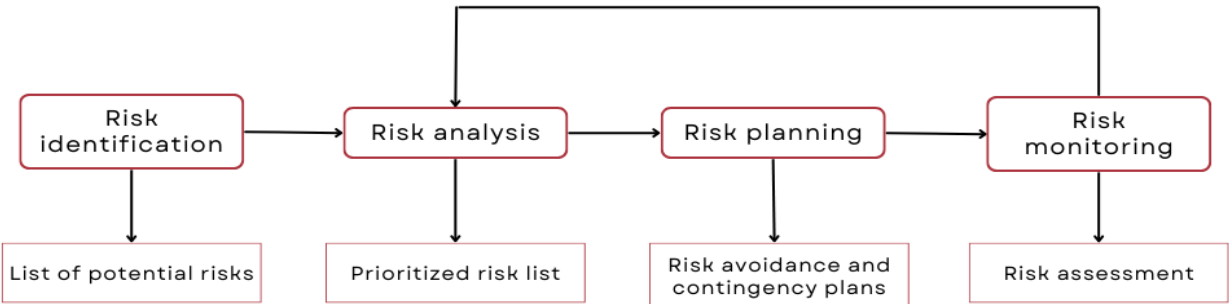 Risk
identification
Risk analysis
Risk planning
Risk
monitoring
List of potential risks
Prioritized risk list
Risk avoidance and
contingency plans
Risk assessment